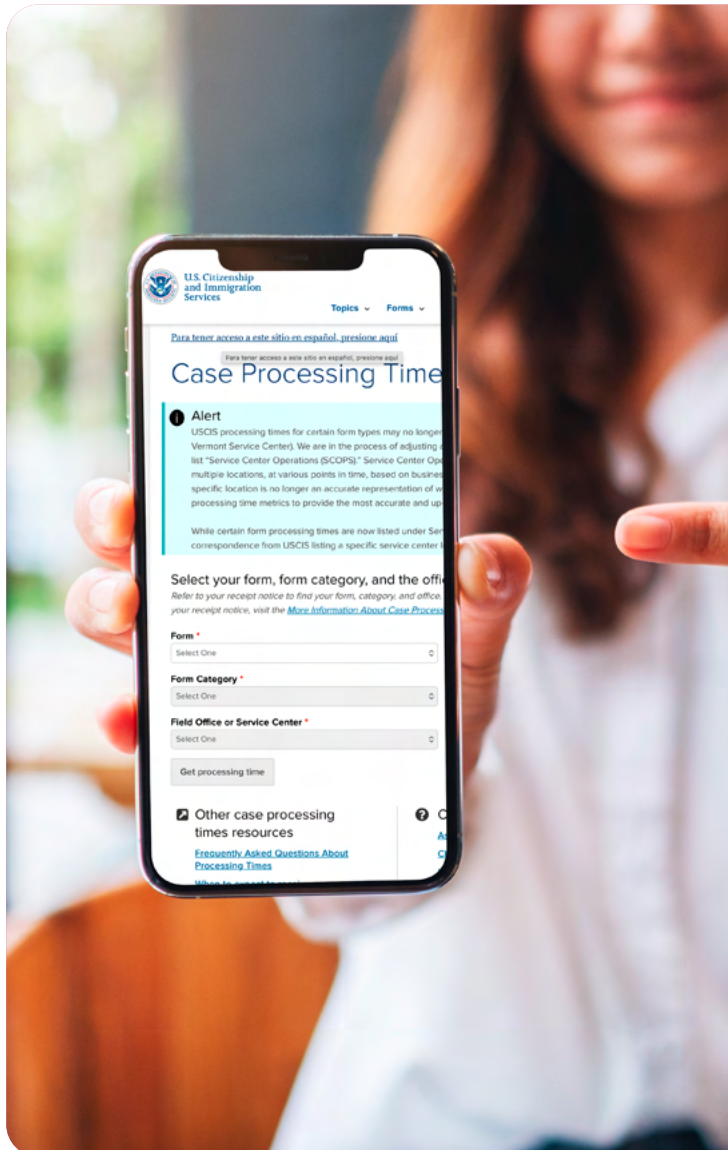 U.S. Citizenship
and Immigration
Services
Topics Forms
Para tener acceso a este sitio en español, presione aquí
Para tener acceso a este sitio en español, presione aquí
Case Processing Time
Alert
USCIS processing times for certain form types may no longer
Vermont Service Center). We are in the process of adjusting
list "Service Center Operations (SCOPS)." Service Center
multiple locations, at various points in time, based on
specific location is no longer an accurate representation of
processing time metrics to provide the most accurate and
While certain form processing times are now listed under
correspondence from USCIS listing a specific service center
Select your form, form category, and the
Refer to your receipt notice to find your form, category, and office.
your receipt notice, visit the More Information About Case
Form *
Select One
Form Category *
Select One
Field Office or Service Center *
Select One
Get processing time
Other case processing
times resources
Frequently Asked Questions About
Processing Times
When to expect to